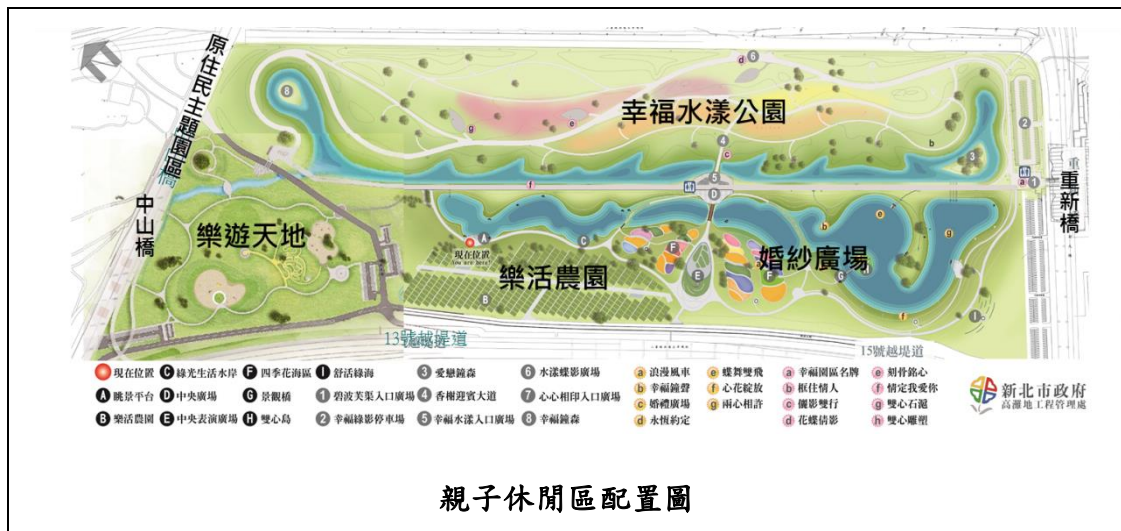 原住民主題園區
中山橋
幸福水漾公園
樂遊天地
樂活農園
婚紗廣場
重新橋
現在位置
You are here!
13號越堤道
15號越堤道
現在位置
C 綠光生活水岸
F 四季花海區
I 舒活綠海
3 愛戀鐘森
6 水漾蝶影廣場
A 眺景平台
D 中央廣場
G 景觀橋
1 碧波芙蕖入口廣場
4 香榭迎賓大道
7 心心相印入口廣場
B 樂活農園
E 中央表演廣場
H 雙心島
2 幸福綠影停車場
5 幸福水漾入口廣場
8 幸福鐘森
a 浪漫風車
e 蝶舞雙飛
a 幸福園區名牌
e 刻骨銘心
b 幸福鐘聲
f 心花綻放
b 框住情人
f 情定我愛你
c 婚禮廣場
g 兩心相許
c 儷影雙行
g 雙心石滬
d 永恆約定
d 花蝶倩影
h 雙心雕塑
新北市政府
高灘地工程管理處
親子休閒區配置圖